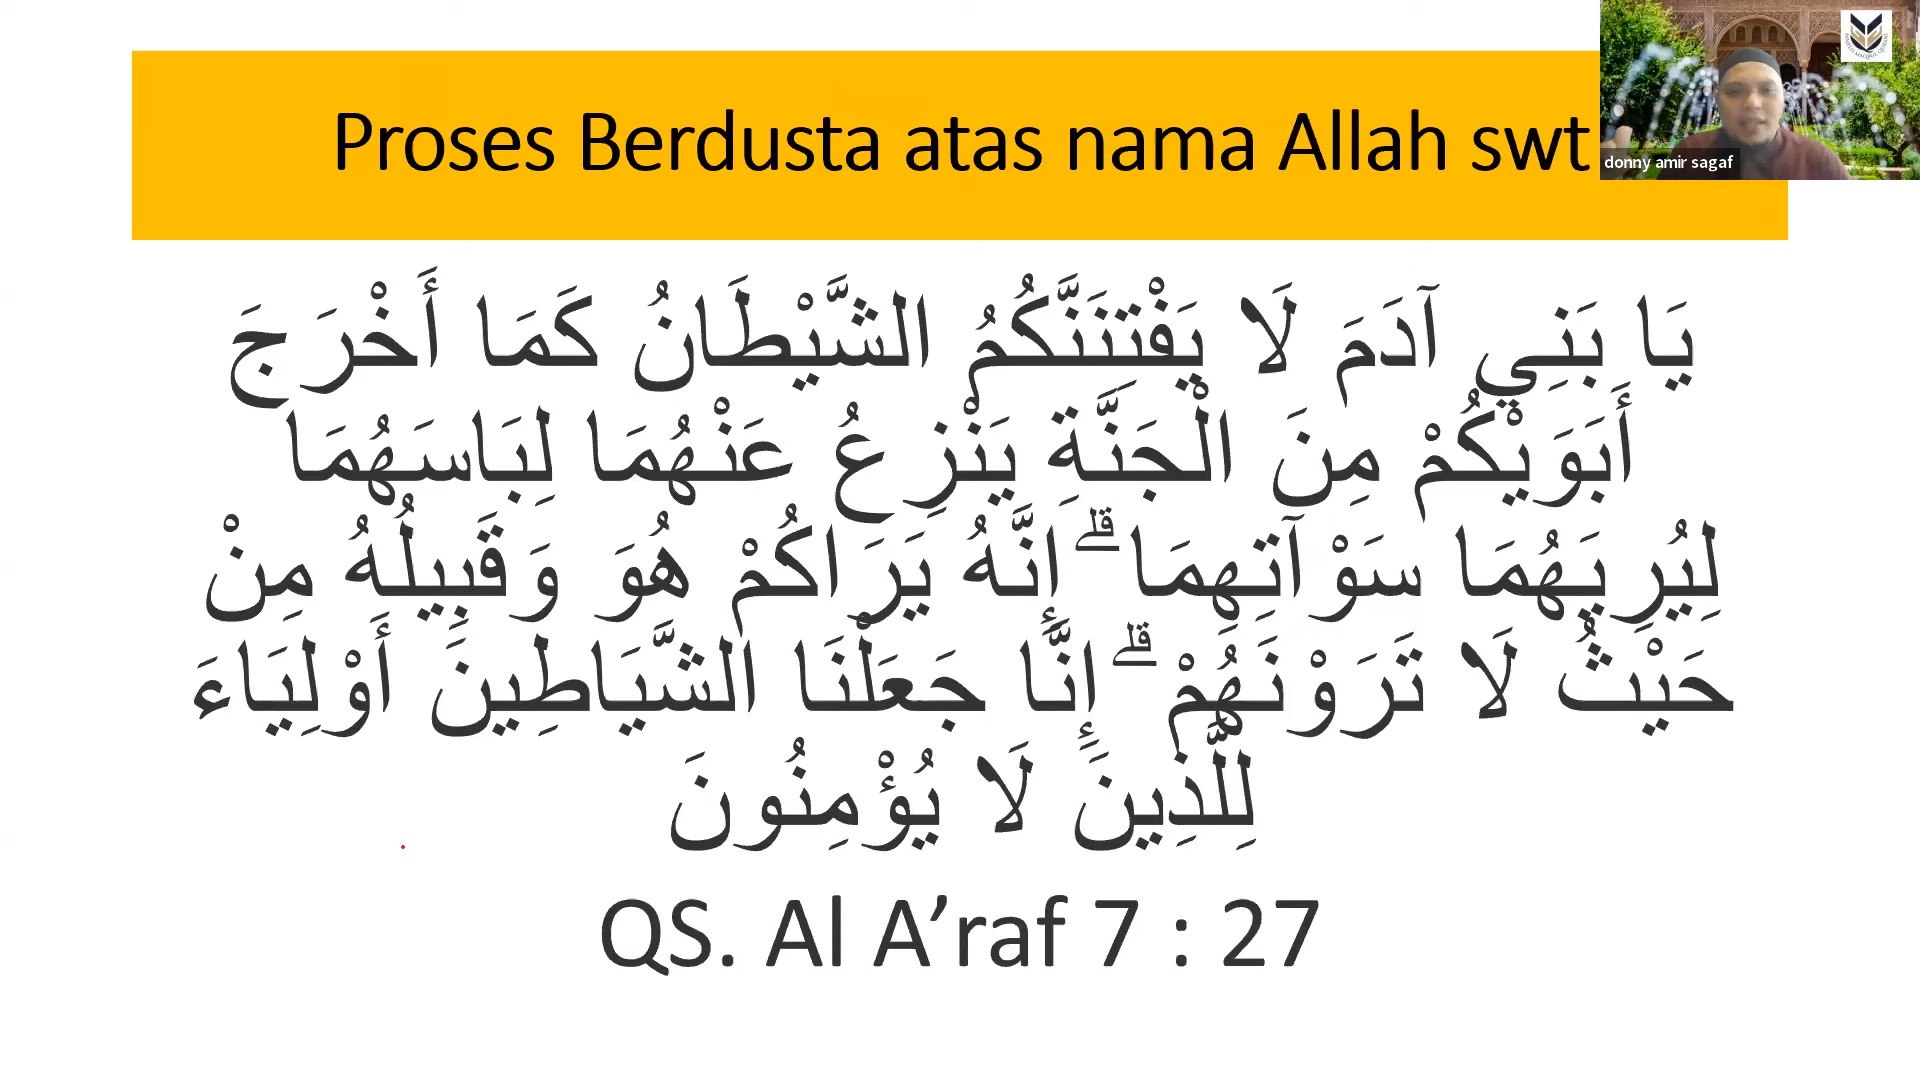 Proses Berdusta atas nama Allah swt
donny amir sagaf
يَا بَنِي آدَمَ لَا يَفْتِنَنَّكُمُ الشَّيْطَانُ كَمَا أَخْرَجَ
أَبَوَيْكُمْ مِنَ الْجَنَّةِ يَنْزِعُ عَنْهُمَا لِبَاسَهُمَا
لِيُرِيَهُمَا سَوْآتِهِمَا ۗ إِنَّهُ يَرَاكُمْ هُوَ وَقَبِيلُهُ مِنْ
حَيْثُ لَا تَرَوْنَهُمْ ۗ إِنَّا جَعَلْنَا الشَّيَاطِينَ أَوْلِيَاءَ
لِلَّذِينَ لَا يُؤْمِنُونَ
QS. Al A’raf 7 : 27